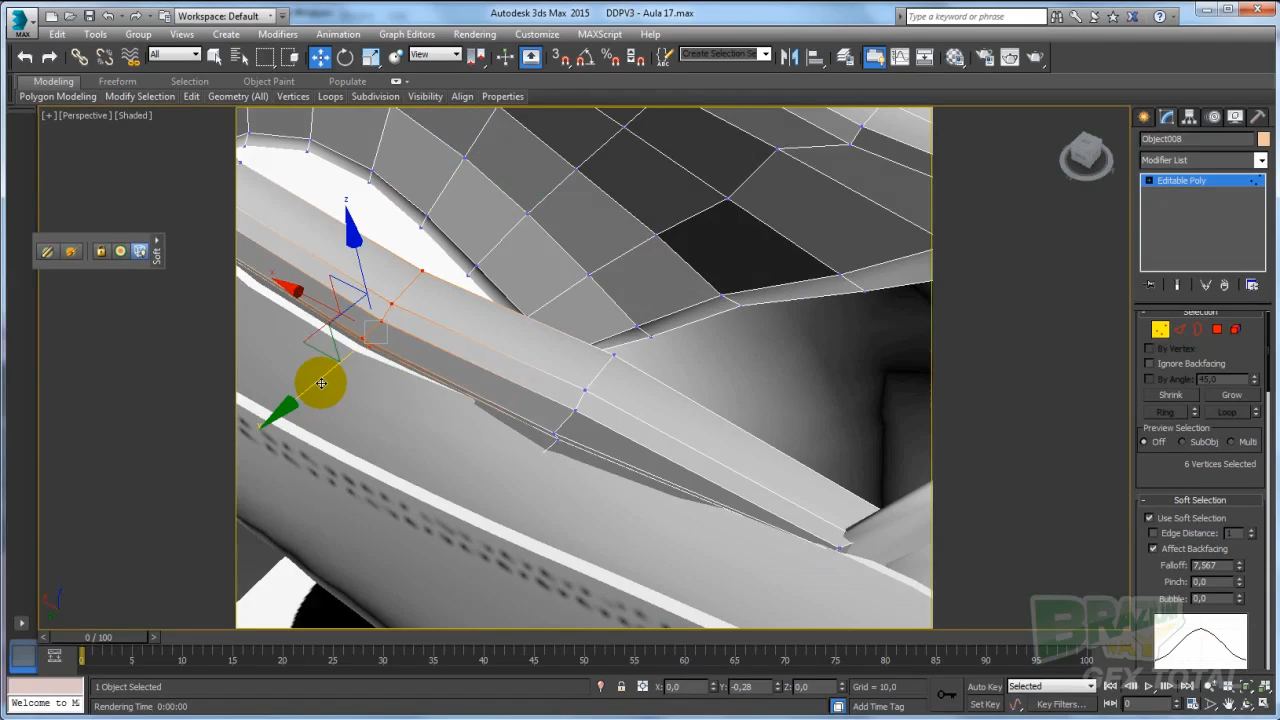 Workspace: Default
Autodesk 3ds Max 2015 DDPV3 - Aula 17.max
Type a keyword or phrase
MAX
Edit Tools Group Views Create Modifiers Animation Graph Editors Rendering Customize MAXScript Help
All View Create Selection Se
Modeling Freeform Selection Object Paint Populate
Polygon Modeling Modify Selection Edit Geometry (All) Vertices Loops Subdivision Visibility Align Properties
[+] [Perspective] [Shaded]
Object008
Modifier List
Editable Poly
z
x
Soft
Selection
By Vertex
Ignore Backfacing
By Angle: 45,0
Shrink Grow
Ring Loop
Preview Selection
Off SubObj Multi
6 Vertices Selected
Soft Selection
Use Soft Selection
Edge Distance: 1
Affect Backfacing
Falloff: 7,567
Pinch: 0,0
Bubble: 0,0
0 / 100
0 5 10 15 20 25 30 35 40 45 50 55 60 65 70 75 80 85 90 95 100
1 Object Selected X: 0,0 Y: -0,28 Z: 0,0 Grid = 10,0 Auto Key Selected
Welcome to M
Rendering Time 0:00:00 Add Time Tag Set Key Key Filters... 0
GFX TOTAL